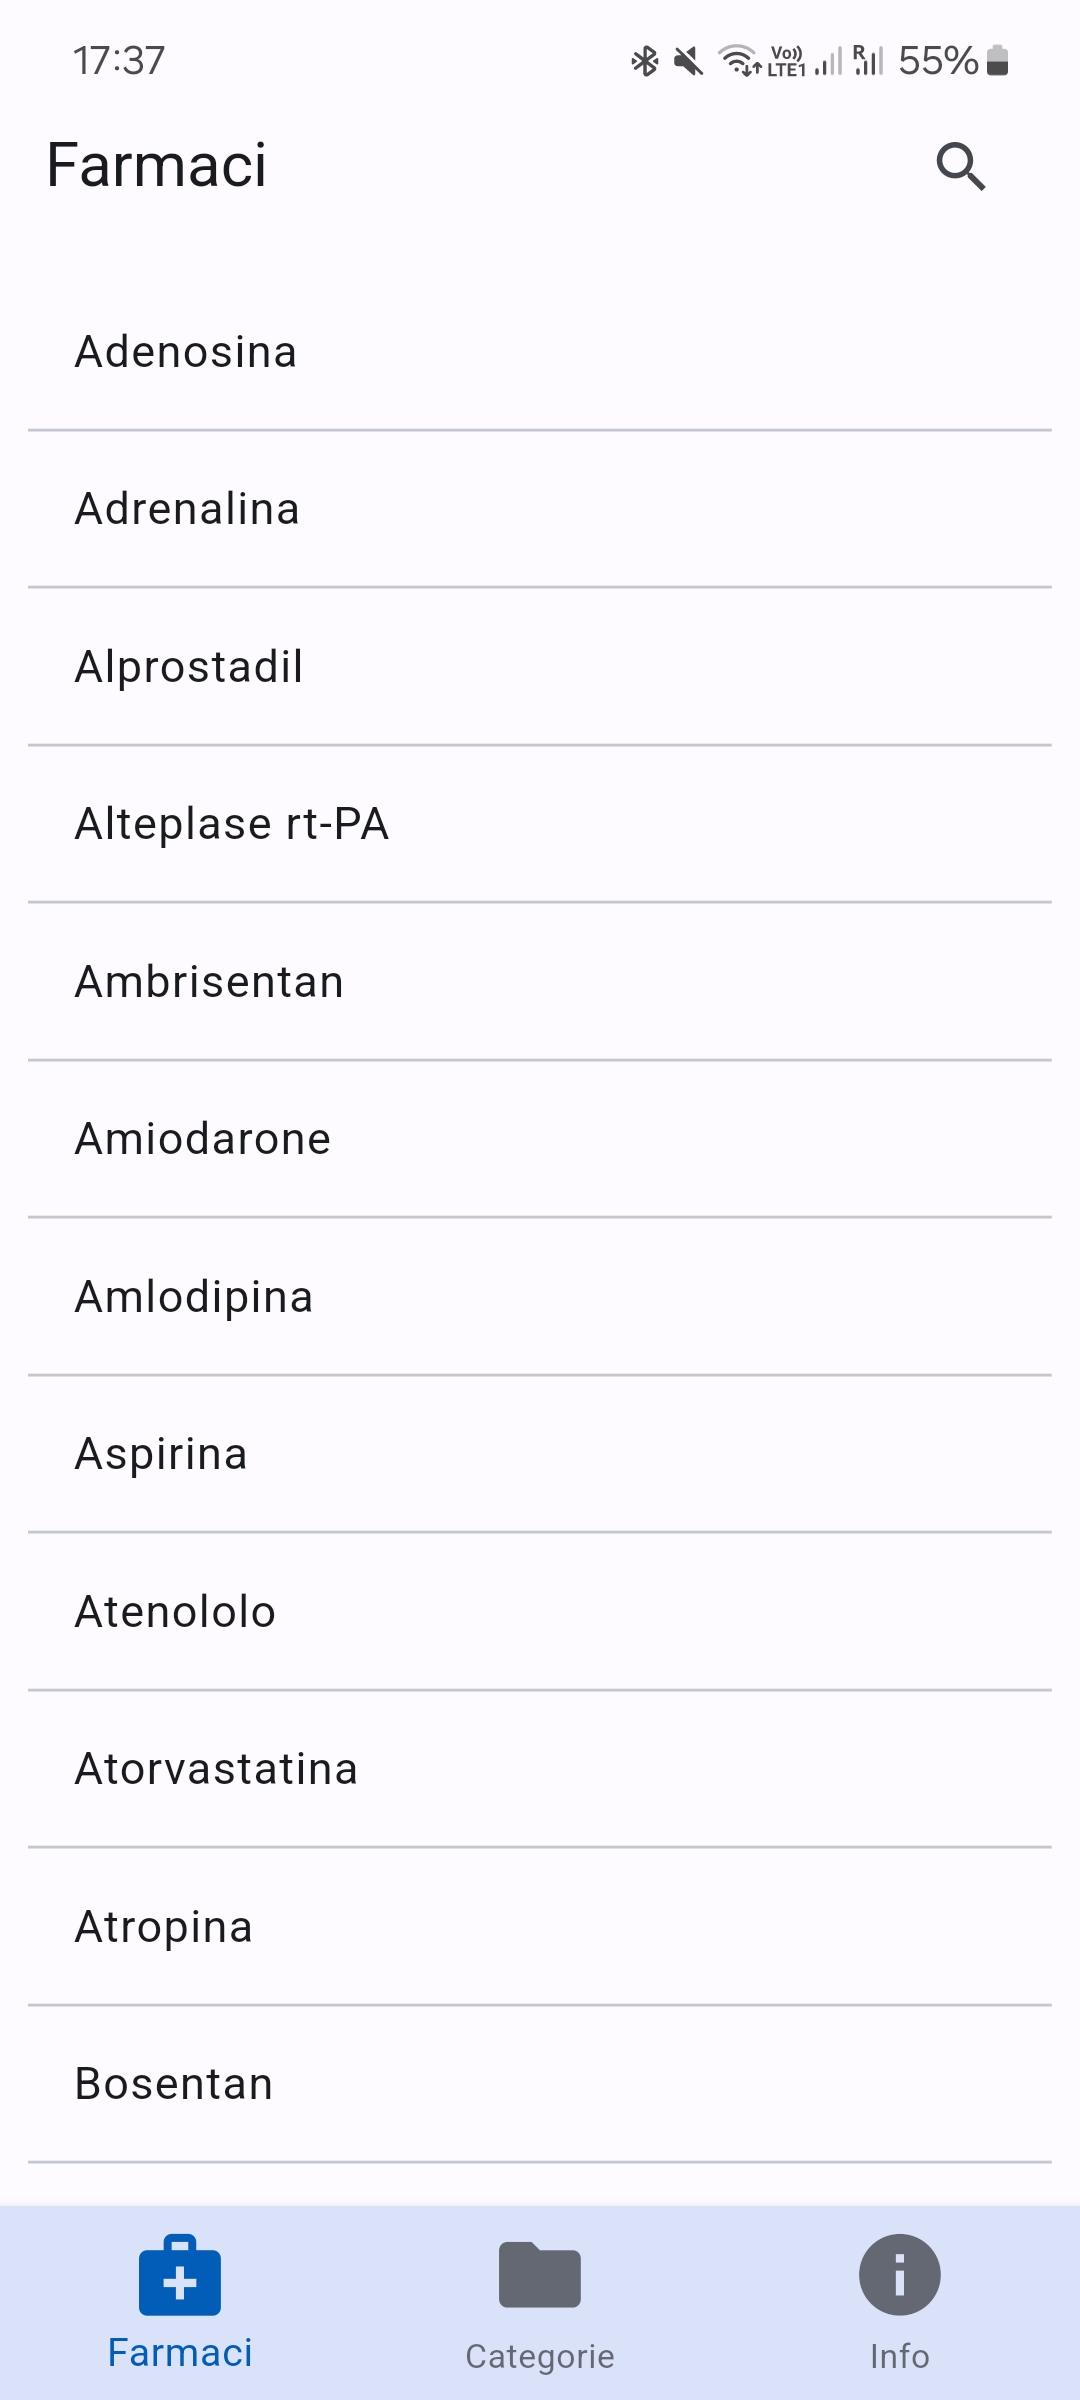 17:37
Vo))
LTE1
R
55%
Farmaci
Adenosina
Adrenalina
Alprostadil
Alteplase rt-PA
Ambrisentan
Amiodarone
Amlodipina
Aspirina
Atenololo
Atorvastatina
Atropina
Bosentan
Farmaci
Categorie
Info